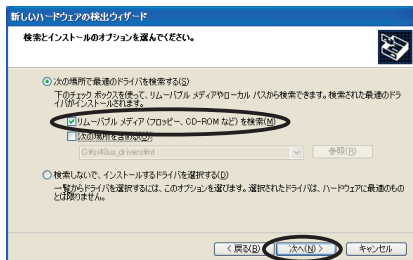 新しいハードウェアの検出ウィザード
検索とインストールのオプションを選んでください。
次の場所で最適のドライバを検索する(S)
下のチェック ボックスを使って、リムーバブル メディアやローカル パスから検索できます。検索された最適のドラ
イバがインストールされます。
リムーバブル メディア (フロッピー、CD-ROM など) を検索(M)
次の場所を含める(O):
C:¥si40us_drivers¥nt
参照(R)
検索しないで、インストールするドライバを選択する(D)
一覧からドライバを選択するには、このオプションを選びます。選択されたドライバは、ハードウェアに最適のもの
とは限りません。
< 戻る(B)
次へ(N) >
キャンセル